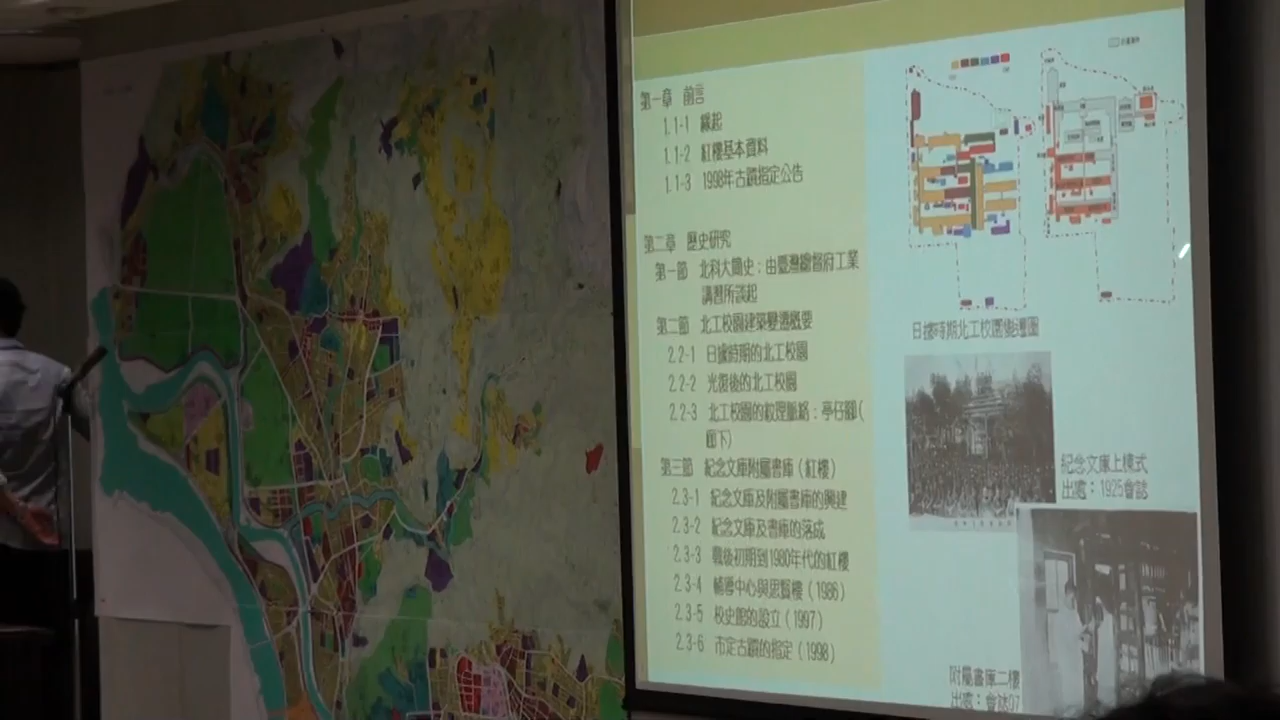 第一章 前言
1.1-1 緣起
1.1-2 紅樓基本資料
1.1-3 1998年古蹟指定公告
第二章 歷史研究
第一節 北科大簡史：由臺灣總督府工業
講習所談起
第二節 北工校園建築變遷概要
2.2-1 日據時期的北工校園
2.2-2 光復後的北工校園
2.2-3 北工校園的紋理脈絡：亭仔腳(
廊下)
第三節 紀念文庫附屬書庫（紅樓）
2.3-1 紀念文庫及附屬書庫的興建
2.3-2 紀念文庫及書庫的落成
2.3-3 戰後初期到1980年代的紅樓
2.3-4 輔導中心與思賢樓（1986）
2.3-5 校史館的設立（1997）
2.3-6 市定古蹟的指定（1998）
日據時期北工校園變遷圖
紀念文庫上樑式
出處：1925會誌
附屬書庫二樓
出處：會誌07